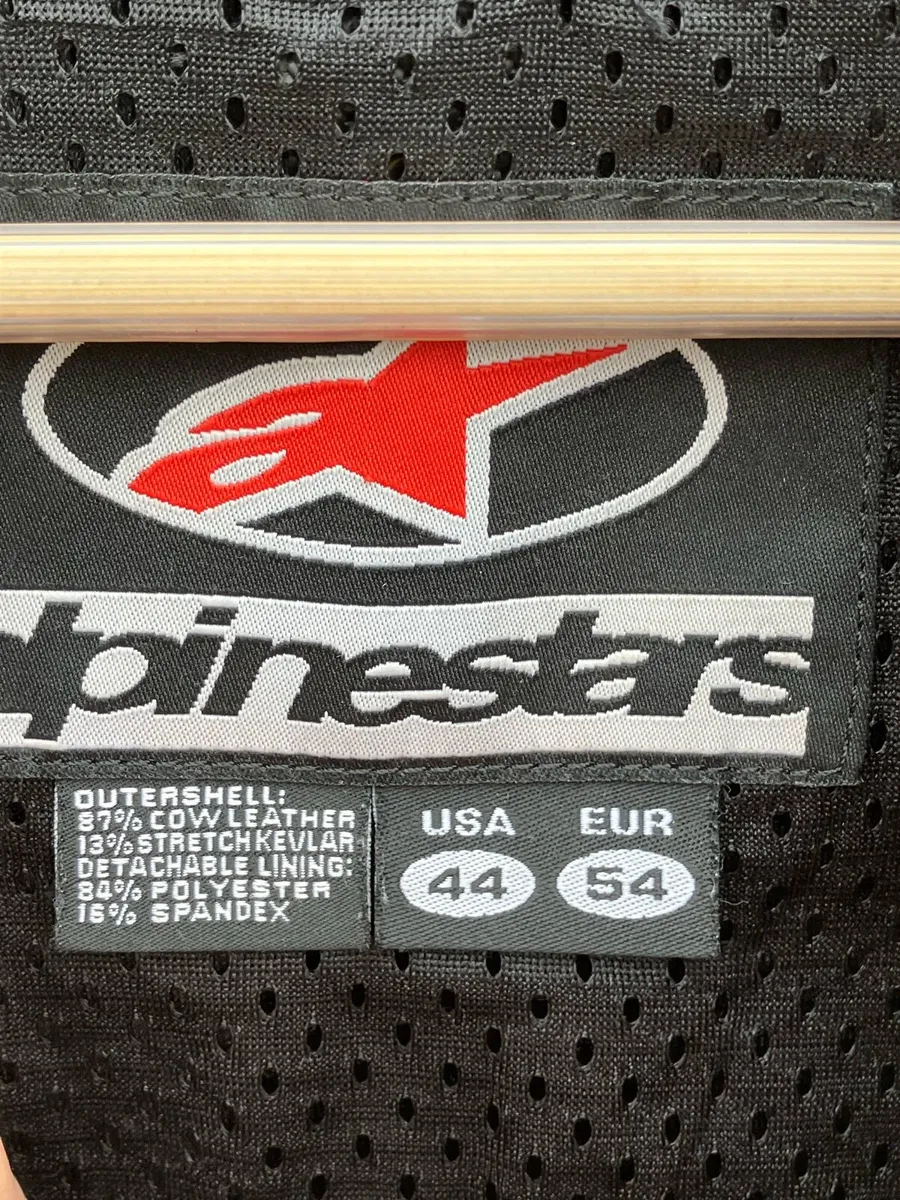 alpinestars
OUTERSHELL:
87% COW LEATHER
13% STRETCH KEVLAR
DETACHABLE LINING:
84% POLYESTER
16% SPANDEX
USA EUR
44 54